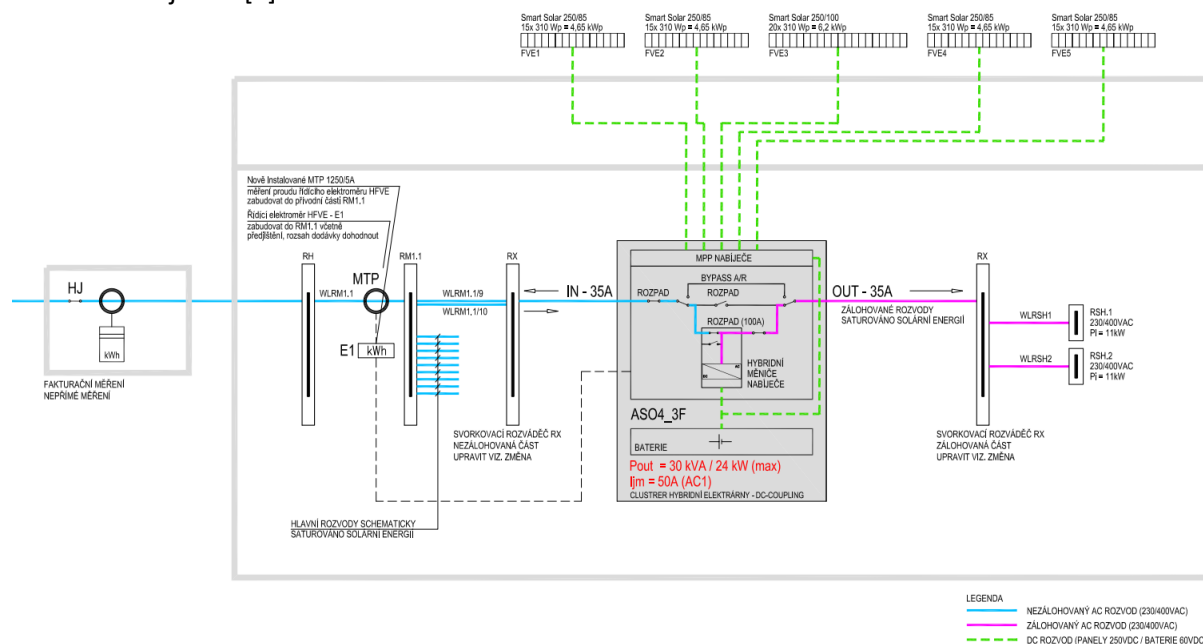 Smart Solar 250/85
15x 310 Wp = 4,65 kWp
FVE1
Smart Solar 250/85
15x 310 Wp = 4,65 kWp
FVE2
Smart Solar 250/100
20x 310 Wp = 6,2 kWp
FVE3
Smart Solar 250/85
15x 310 Wp = 4,65 kWp
FVE4
Smart Solar 250/85
15x 310 Wp = 4,65 kWp
FVE5
Nově Instalované MTP 1250/5A
měření proudu řídícího elektroměru HFVE
zabudovat do přívodní části RM1.1
Řídící elektroměr HFVE - E1
zabudovat do RM1.1 včetně
předjištění, rozsah dodávky dohodnout
HJ
kWh
FAKTURAČNÍ MĚŘENÍ
NEPŘÍMÉ MĚŘENÍ
RH
WLRM1.1
MTP
E1
kWh
RM1.1
WLRM1.1/9
WLRM1.1/10
RX
SVORKOVACÍ ROZVÁDĚČ RX
NEZÁLOHOVANÁ ČÁST
UPRAVIT VIZ. ZMĚNA
HLAVNÍ ROZVODY SCHEMATICKY
SATUROVÁNO SOLÁRNÍ ENERGIÍ
IN - 35A
MPP NABÍJEČE
BYPASS A/R
ROZPAD
ROZPAD
ROZPAD (100A)
HYBRIDNÍ
MĚNIČE
NABÍJEČE
ASO4_3F
BATERIE
Pout = 30 kVA / 24 kW (max)
Ijm = 50A (AC1)
CLUSTRER HYBRIDNÍ ELEKTRÁRNY - DC-COUPLING
OUT - 35A
ZÁLOHOVANÉ ROZVODY
SATUROVÁNO SOLÁRNÍ ENERGIÍ
RX
WLRSH1
WLRSH2
RSH.1
230/400VAC
Pi = 11kW
RSH.2
230/400VAC
Pi = 11kW
SVORKOVACÍ ROZVÁDĚČ RX
ZÁLOHOVANÁ ČÁST
UPRAVIT VIZ. ZMĚNA
LEGENDA
NEZÁLOHOVANÝ AC ROZVOD (230/400VAC)
ZÁLOHOVANÝ AC ROZVOD (230/400VAC)
DC ROZVOD (PANELY 250VDC / BATERIE 60VDC